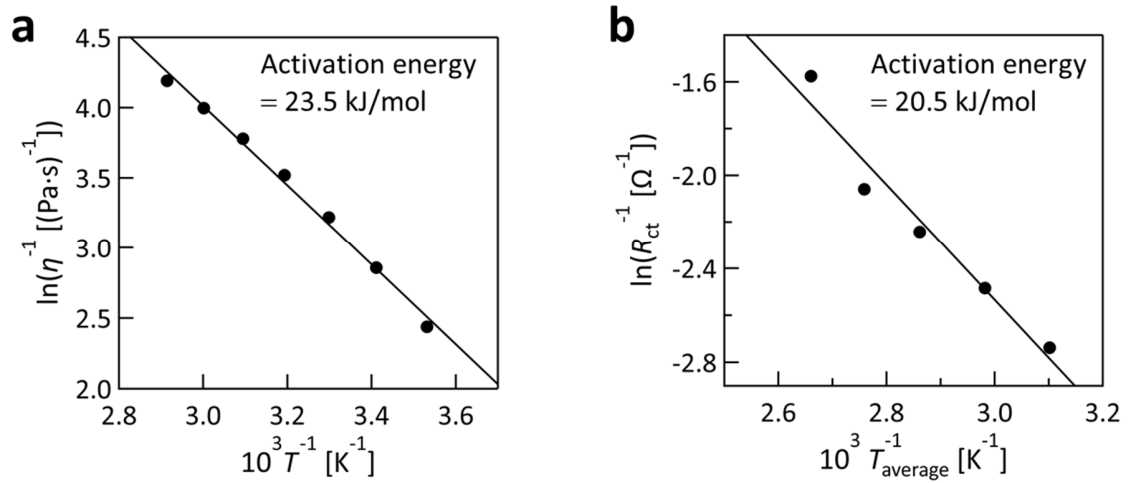 a
4.5
4.0
3.5
3.0
2.5
2.0
ln(η⁻¹ [(Pa·s)⁻¹])
Activation energy
= 23.5 kJ/mol
2.8 3.0 3.2 3.4 3.6
10³ T⁻¹ [K⁻¹]
b
-1.6
-2.0
-2.4
-2.8
ln(R_ct⁻¹ [Ω⁻¹])
Activation energy
= 20.5 kJ/mol
2.6 2.8 3.0 3.2
10³ T_average⁻¹ [K⁻¹]